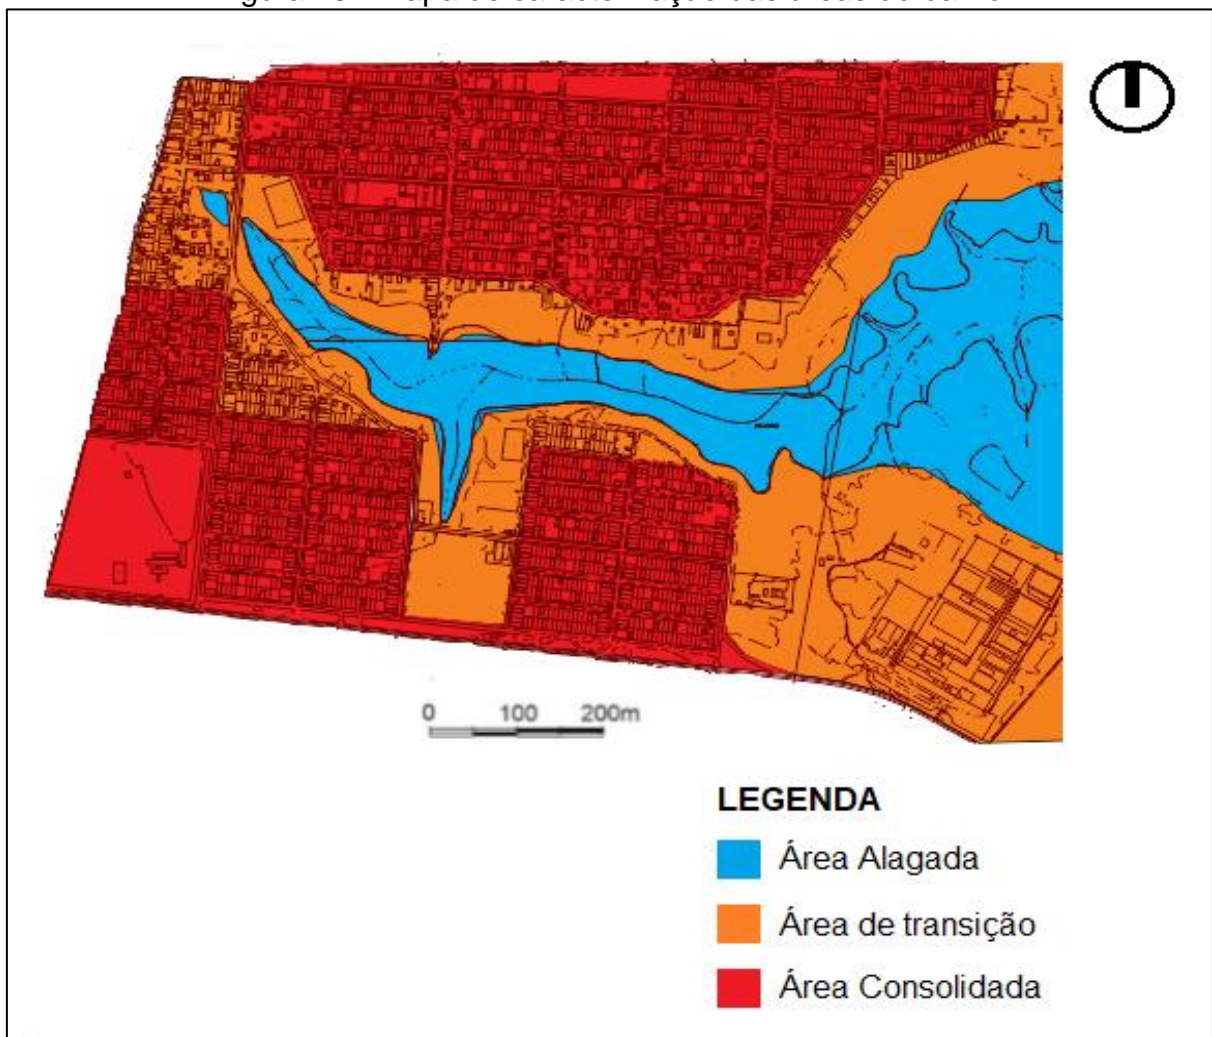 0 100 200m
LEGENDA
Área Alagada
Área de transição
Área Consolidada